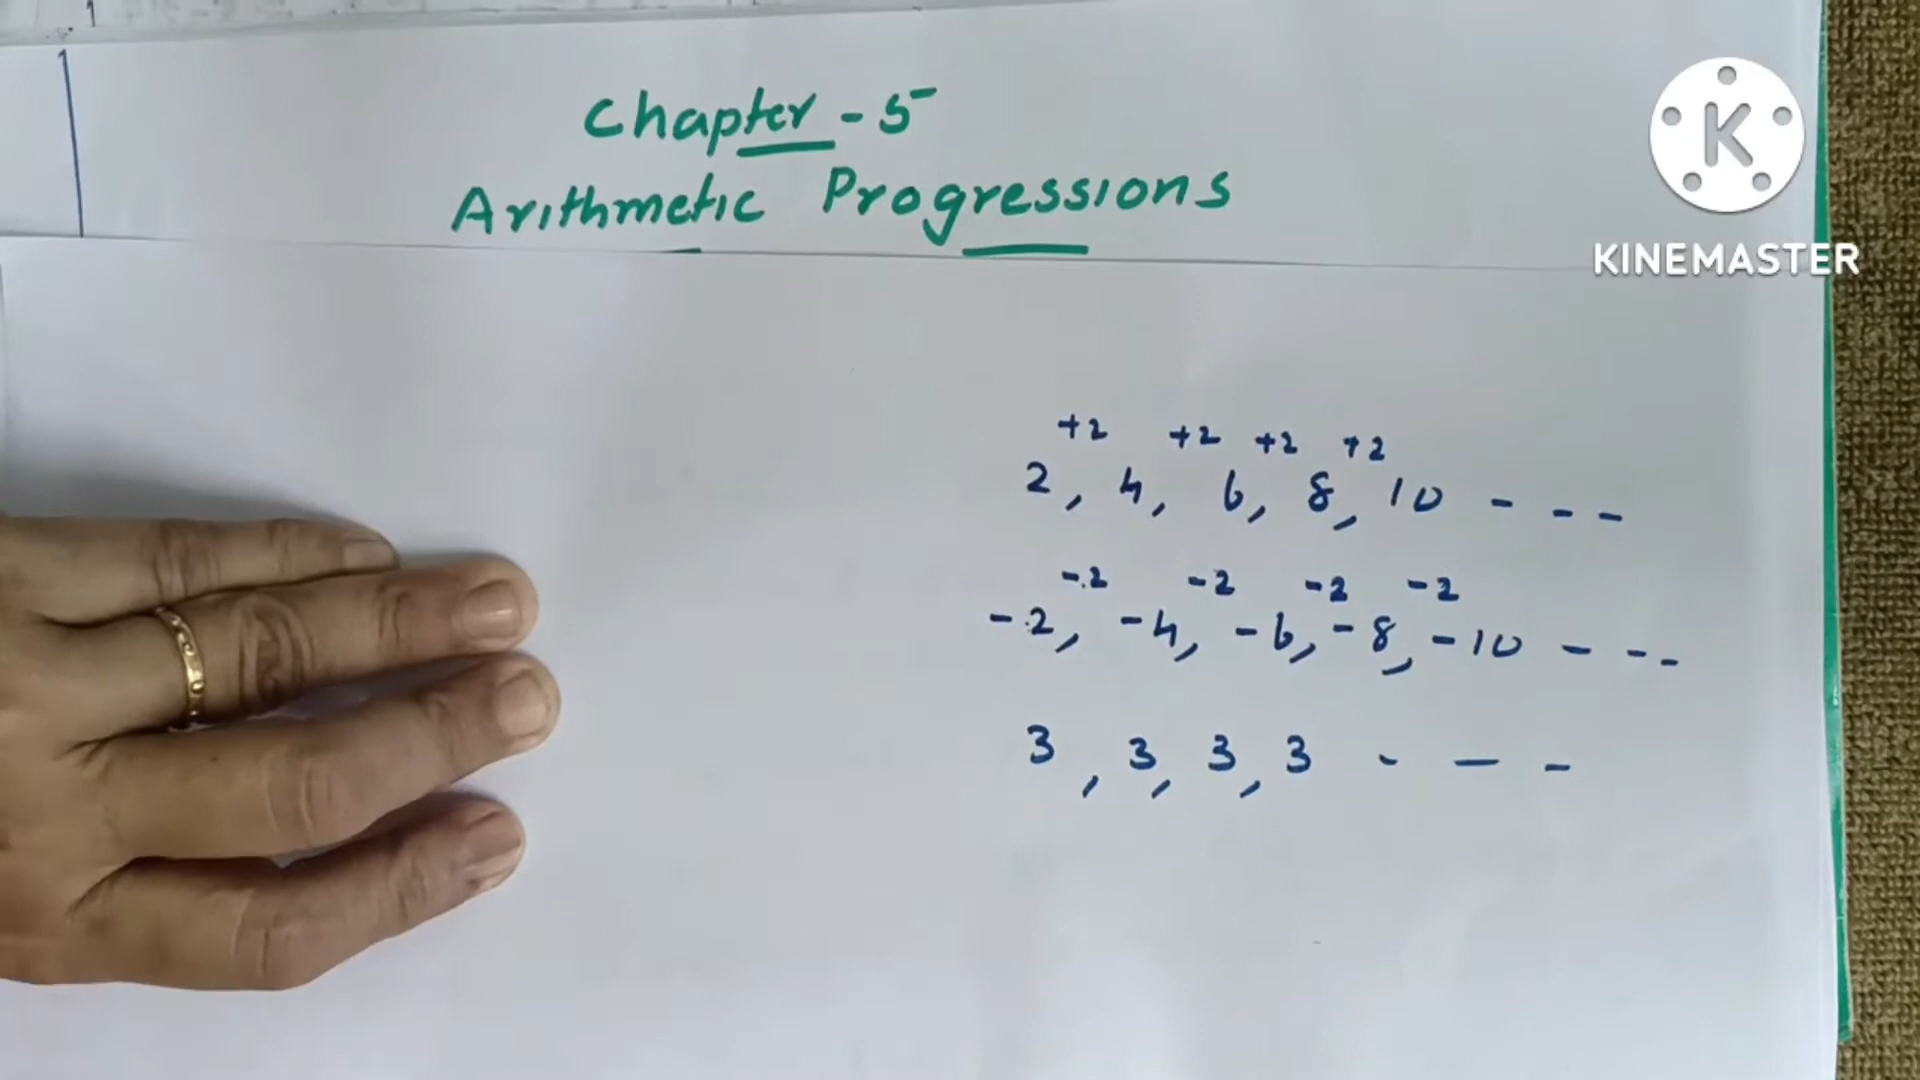 Chapter - 5
Arithmetic Progressions
K
KINEMASTER
+2 +2 +2 +2
2, 4, 6, 8, 10 - - -
-2 -2 -2 -2
-2, -4, -6, -8, -10 - - -
3, 3, 3, 3 - - -